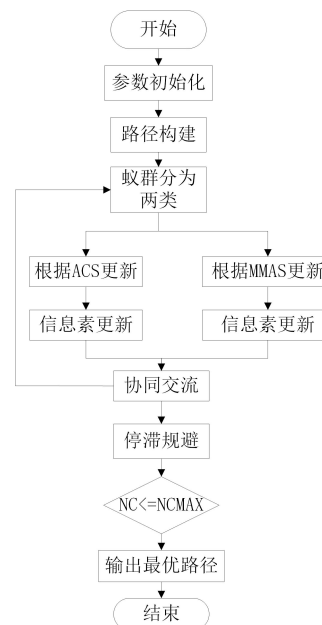 开始
参数初始化
路径构建
蚁群分为
两类
根据ACS更新
根据MMAS更新
信息素更新
信息素更新
协同交流
停滞规避
NC<=NCMAX
输出最优路径
结束